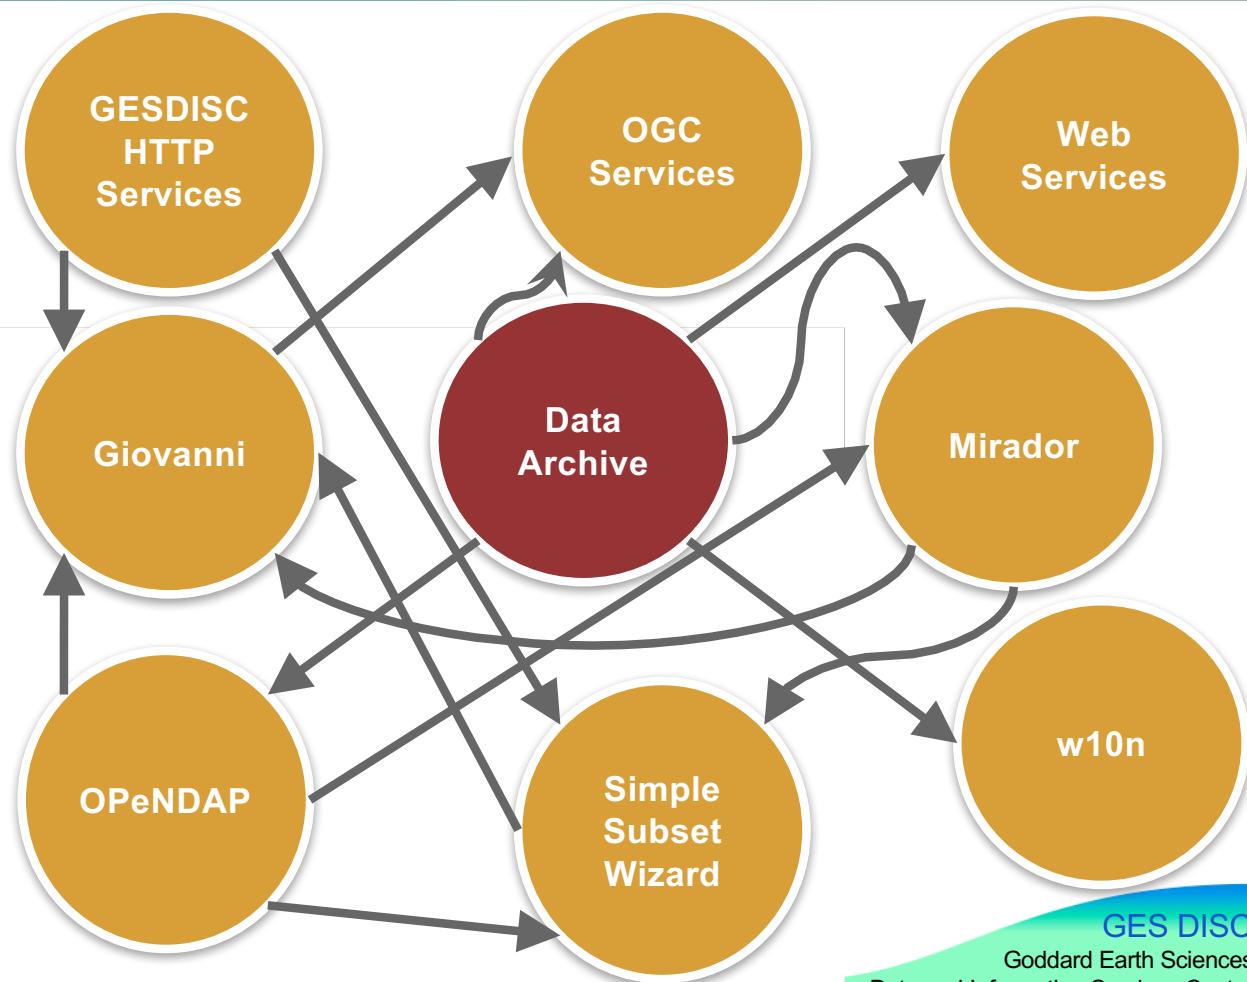 GESDISC
HTTP
Services
OGC
Services
Web
Services
Giovanni
Data
Archive
Mirador
OPeNDAP
Simple
Subset
Wizard
w10n
GES DISC
Goddard Earth Sciences